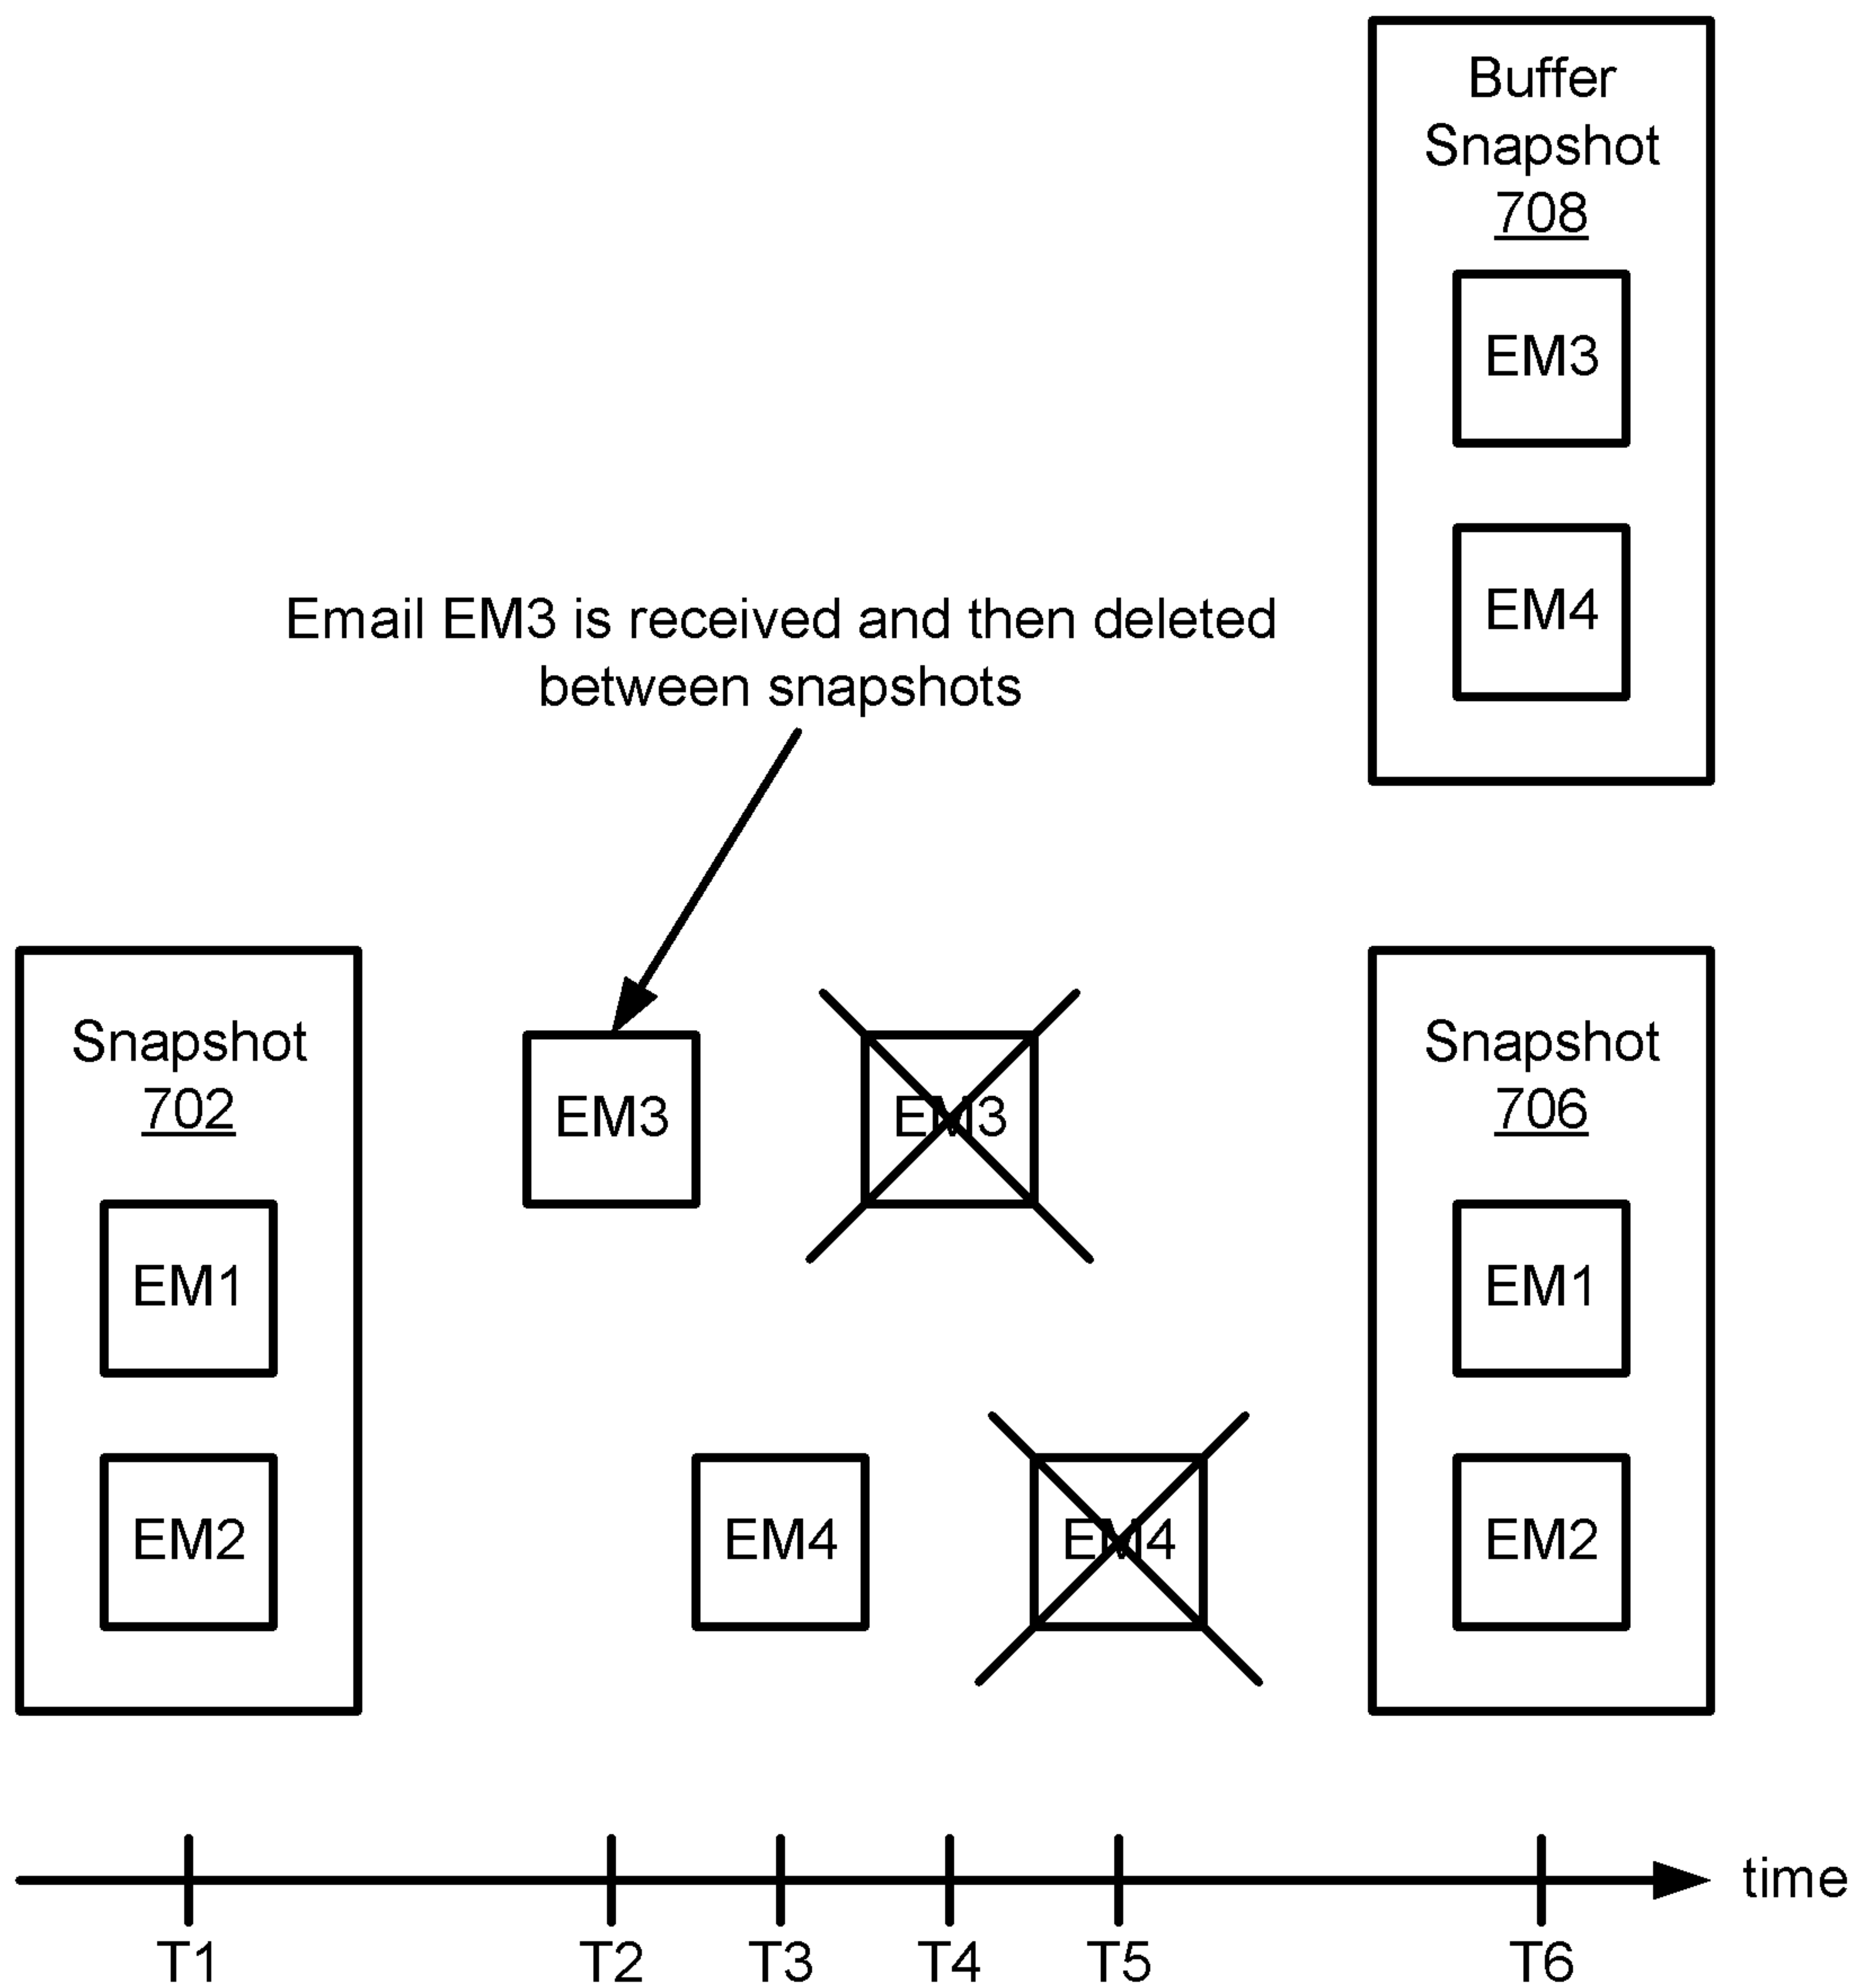 Buffer
Snapshot
708
EM3
EM4
Email EM3 is received and then deleted
between snapshots
Snapshot
702
EM1
EM2
EM3
EM3
EM4
EM4
Snapshot
706
EM1
EM2
time
T1
T2
T3
T4
T5
T6